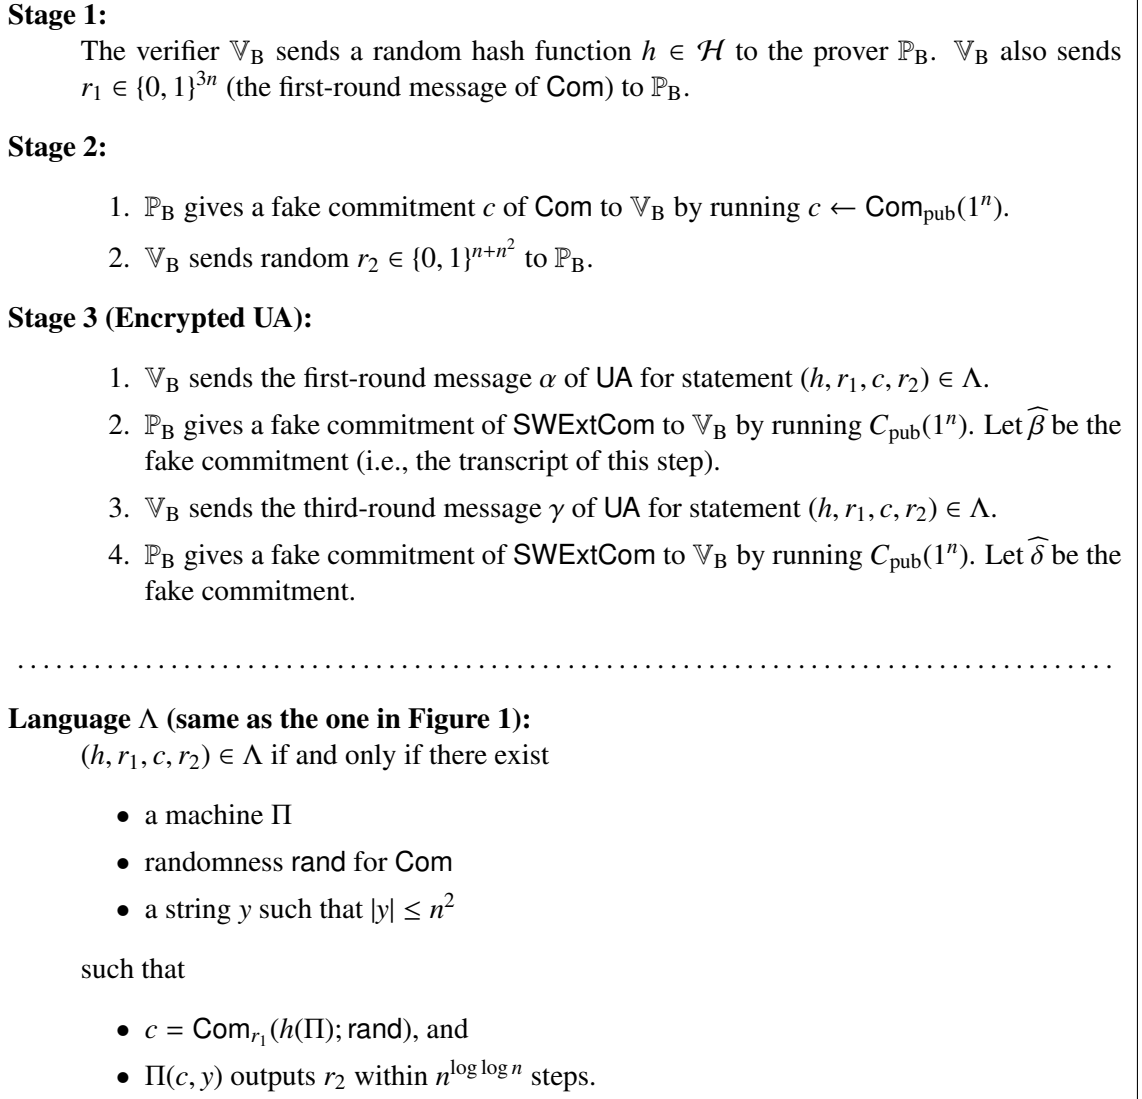 Stage 1:
The verifier 𝕍_B sends a random hash function h ∈ ℋ to the prover ℙ_B. 𝕍_B also sends
r_1 ∈ {0, 1}^{3n} (the first-round message of Com) to ℙ_B.
Stage 2:
1. ℙ_B gives a fake commitment c of Com to 𝕍_B by running c ← Com_pub(1^n).
2. 𝕍_B sends random r_2 ∈ {0, 1}^{n+n^2} to ℙ_B.
Stage 3 (Encrypted UA):
1. 𝕍_B sends the first-round message α of UA for statement (h, r_1, c, r_2) ∈ Λ.
2. ℙ_B gives a fake commitment of SWExtCom to 𝕍_B by running C_pub(1^n). Let β̂ be the
fake commitment (i.e., the transcript of this step).
3. 𝕍_B sends the third-round message γ of UA for statement (h, r_1, c, r_2) ∈ Λ.
4. ℙ_B gives a fake commitment of SWExtCom to 𝕍_B by running C_pub(1^n). Let δ̂ be the
fake commitment.
Language Λ (same as the one in Figure 1):
(h, r_1, c, r_2) ∈ Λ if and only if there exist
• a machine Π
• randomness rand for Com
• a string y such that |y| ≤ n^2
such that
• c = Com_{r_1}(h(Π); rand), and
• Π(c, y) outputs r_2 within n^{log log n} steps.